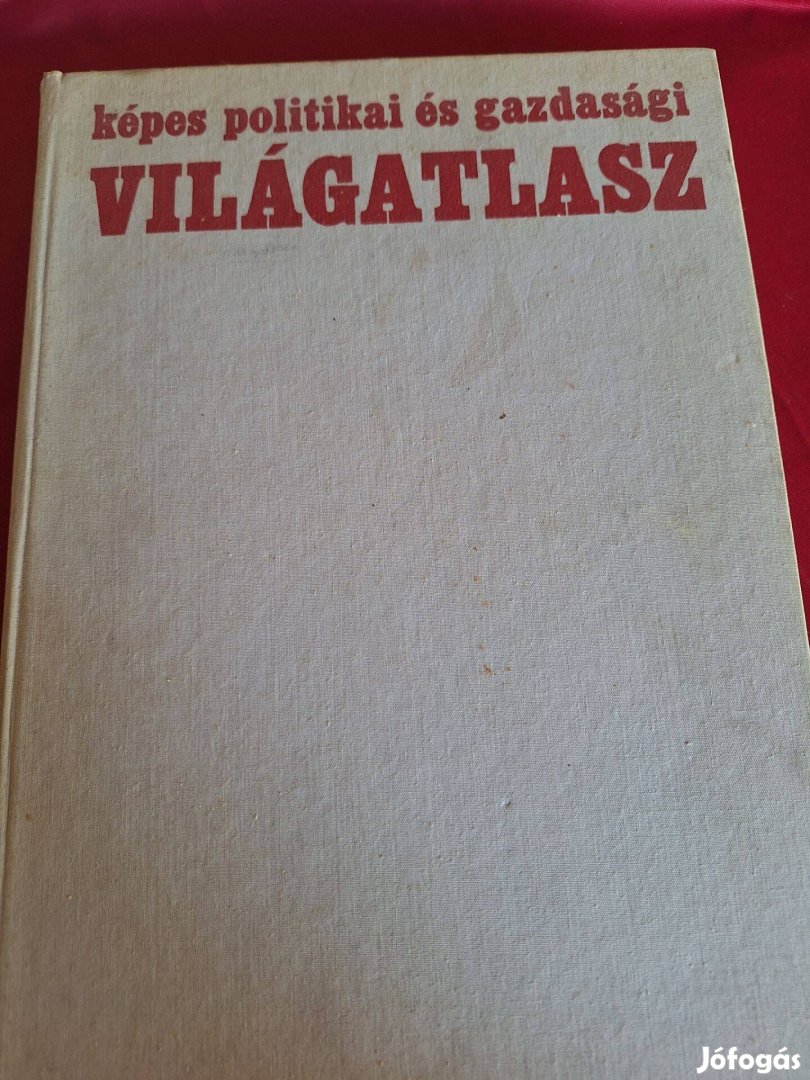 képes politikai és gazdasági
VILÁGATLASZ
Jófogás